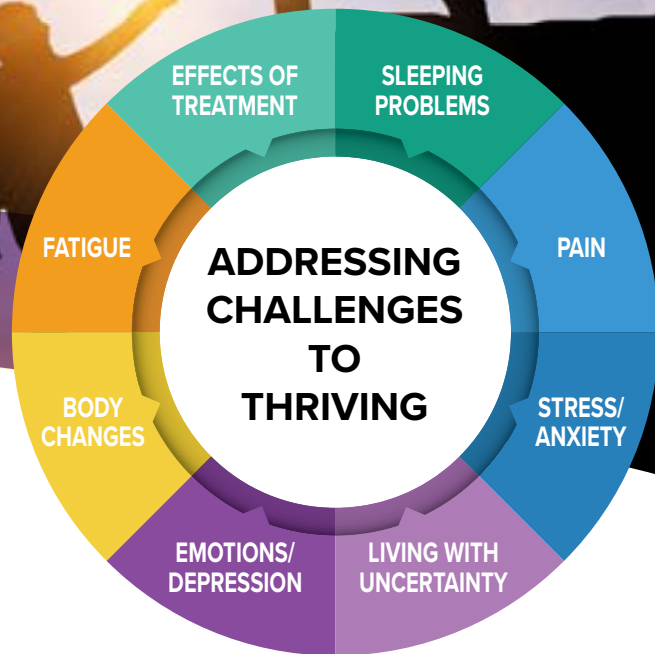 EFFECTS OF
TREATMENT
SLEEPING
PROBLEMS
PAIN
STRESS/
ANXIETY
LIVING WITH
UNCERTAINTY
EMOTIONS/
DEPRESSION
BODY
CHANGES
FATIGUE
ADDRESSING
CHALLENGES
TO
THRIVING